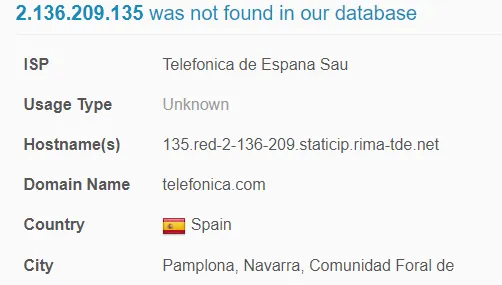 2.136.209.135 was not found in our database
ISP Telefonica de Espana Sau
Usage Type Unknown
Hostname(s) 135.red-2-136-209.staticip.rima-tde.net
Domain Name telefonica.com
Country Spain
City Pamplona, Navarra, Comunidad Foral de